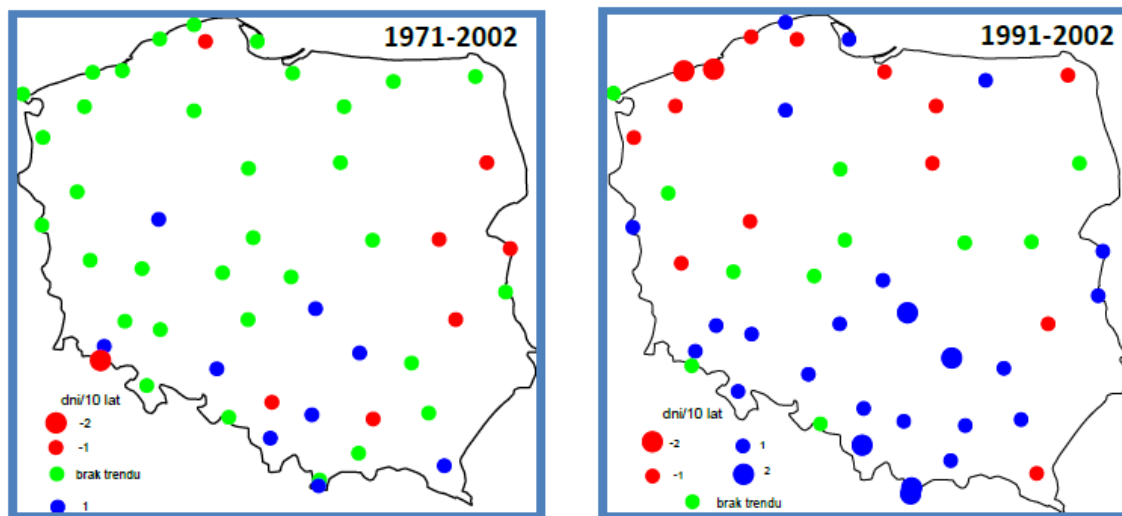 1971-2002
dni/10 lat
-2
-1
brak trendu
1
1991-2002
dni/10 lat
-2
1
-1
2
brak trendu